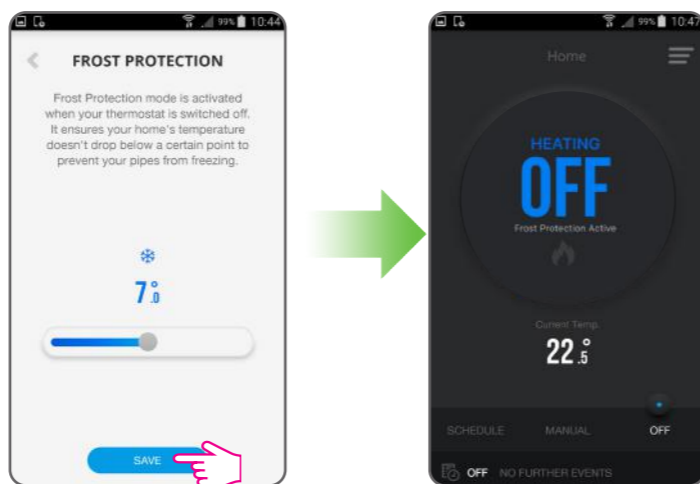 99% 10:44
FROST PROTECTION
Frost Protection mode is activated
when your thermostat is switched off.
It ensures your home's temperature
doesn't drop below a certain point to
prevent your pipes from freezing.
7.0°
SAVE
99% 10:47
Home
HEATING
OFF
Frost Protection Active
Current Temp.
22.5°
SCHEDULE MANUAL OFF
OFF NO FURTHER EVENTS